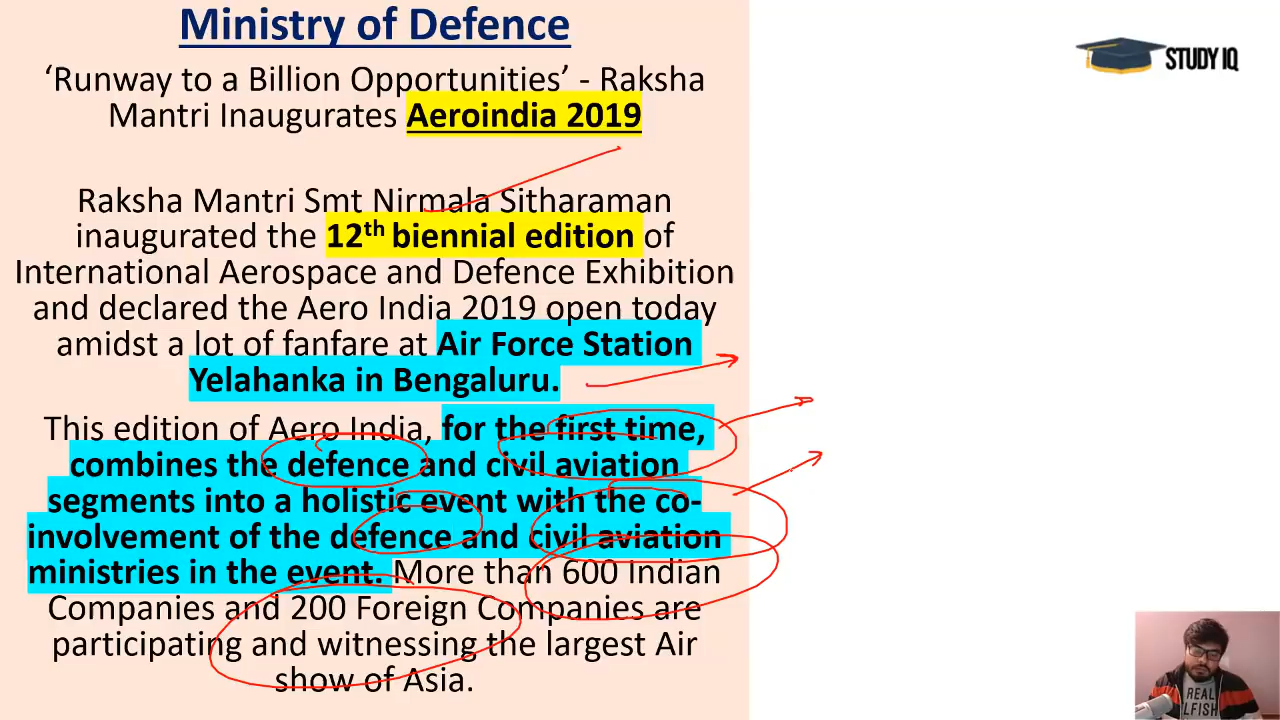 Ministry of Defence
‘Runway to a Billion Opportunities’ - Raksha
Mantri Inaugurates Aeroindia 2019
Raksha Mantri Smt Nirmala Sitharaman
inaugurated the 12th biennial edition of
International Aerospace and Defence Exhibition
and declared the Aero India 2019 open today
amidst a lot of fanfare at Air Force Station
Yelahanka in Bengaluru.
This edition of Aero India, for the first time,
combines the defence and civil aviation
segments into a holistic event with the co-
involvement of the defence and civil aviation
ministries in the event. More than 600 Indian
Companies and 200 Foreign Companies are
participating and witnessing the largest Air
show of Asia.
STUDY IQ
REAL
LFISH